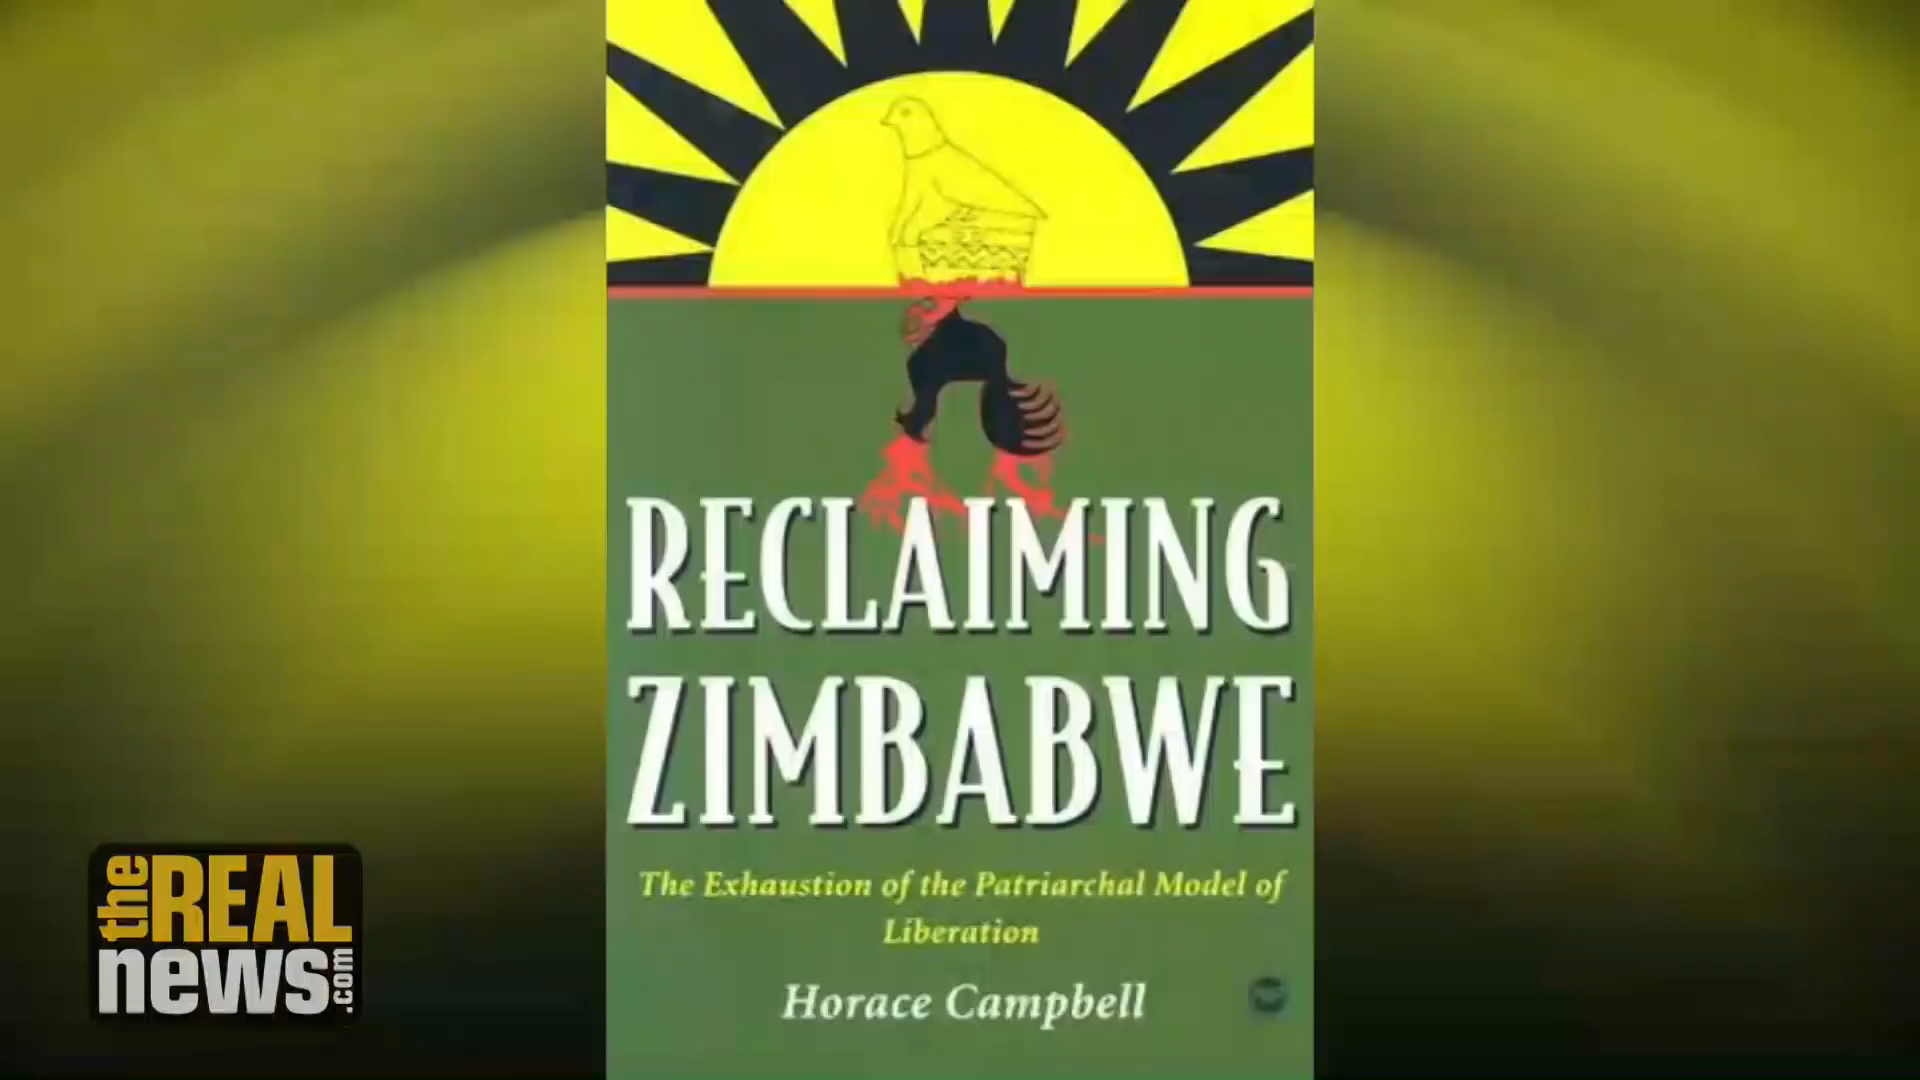 RECLAIMING
ZIMBABWE
The Exhaustion of the Patriarchal Model of
Liberation
Horace Campbell
the REAL
news.com